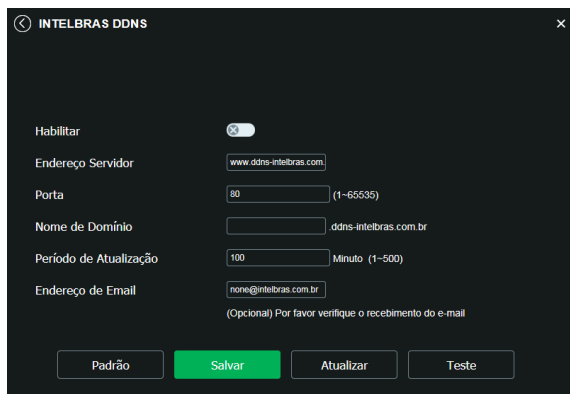 INTELBRAS DDNS
Habilitar
Endereço Servidor www.ddns-intelbras.com.
Porta 80 (1~65535)
Nome de Domínio .ddns-intelbras.com.br
Período de Atualização 100 Minuto (1~500)
Endereço de Email none@intelbras.com.br
(Opcional) Por favor verifique o recebimento do e-mail
Padrão Salvar Atualizar Teste